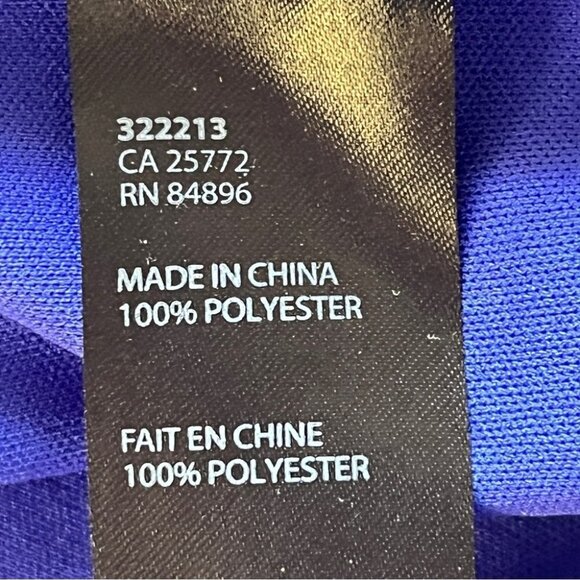 322213
CA 25772
RN 84896
MADE IN CHINA
100% POLYESTER
FAIT EN CHINE
100% POLYESTER